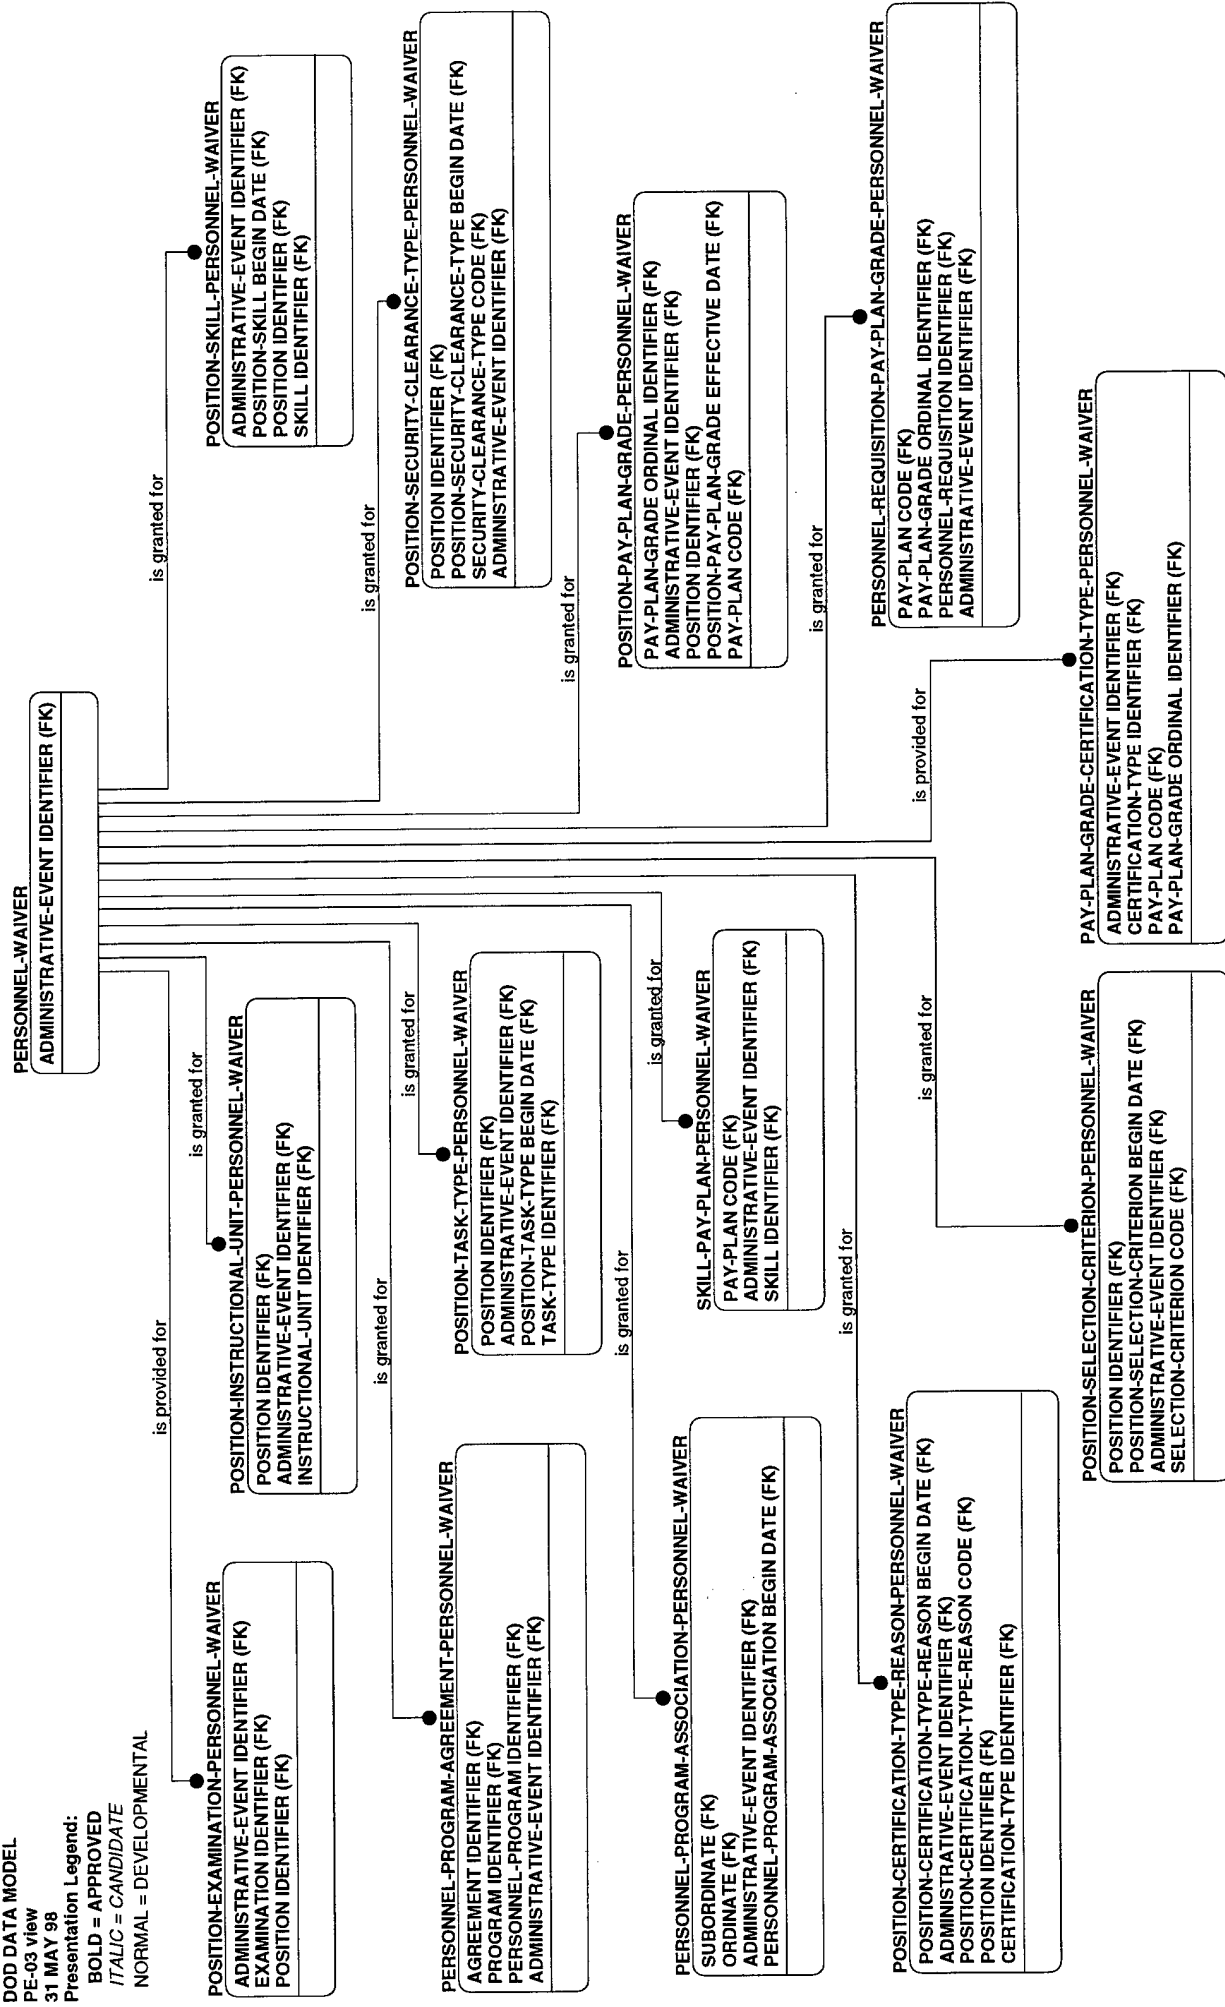 DOD DATA MODEL
PE-03 view
31 MAY 98
Presentation Legend:
BOLD = APPROVED
ITALIC = CANDIDATE
NORMAL = DEVELOPMENTAL
PERSONNEL-WAIVER
ADMINISTRATIVE-EVENT IDENTIFIER (FK)
is provided for
POSITION-EXAMINATION-PERSONNEL-WAIVER
ADMINISTRATIVE-EVENT IDENTIFIER (FK)
EXAMINATION IDENTIFIER (FK)
POSITION IDENTIFIER (FK)
is granted for
POSITION-INSTRUCTIONAL-UNIT-PERSONNEL-WAIVER
POSITION IDENTIFIER (FK)
ADMINISTRATIVE-EVENT IDENTIFIER (FK)
INSTRUCTIONAL-UNIT IDENTIFIER (FK)
is granted for
POSITION-SKILL-PERSONNEL-WAIVER
ADMINISTRATIVE-EVENT IDENTIFIER (FK)
POSITION-SKILL BEGIN DATE (FK)
POSITION IDENTIFIER (FK)
SKILL IDENTIFIER (FK)
is granted for
PERSONNEL-PROGRAM-AGREEMENT-PERSONNEL-WAIVER
AGREEMENT IDENTIFIER (FK)
PROGRAM IDENTIFIER (FK)
PERSONNEL-PROGRAM IDENTIFIER (FK)
ADMINISTRATIVE-EVENT IDENTIFIER (FK)
is granted for
POSITION-TASK-TYPE-PERSONNEL-WAIVER
POSITION IDENTIFIER (FK)
ADMINISTRATIVE-EVENT IDENTIFIER (FK)
POSITION-TASK-TYPE BEGIN DATE (FK)
TASK-TYPE IDENTIFIER (FK)
is granted for
POSITION-SECURITY-CLEARANCE-TYPE-PERSONNEL-WAIVER
POSITION IDENTIFIER (FK)
POSITION-SECURITY-CLEARANCE-TYPE BEGIN DATE (FK)
SECURITY-CLEARANCE-TYPE CODE (FK)
ADMINISTRATIVE-EVENT IDENTIFIER (FK)
is granted for
PERSONNEL-PROGRAM-ASSOCIATION-PERSONNEL-WAIVER
SUBORDINATE (FK)
ORDINATE (FK)
ADMINISTRATIVE-EVENT IDENTIFIER (FK)
PERSONNEL-PROGRAM-ASSOCIATION BEGIN DATE (FK)
is granted for
SKILL-PAY-PLAN-PERSONNEL-WAIVER
PAY-PLAN CODE (FK)
ADMINISTRATIVE-EVENT IDENTIFIER (FK)
SKILL IDENTIFIER (FK)
is granted for
POSITION-PAY-PLAN-GRADE-PERSONNEL-WAIVER
PAY-PLAN-GRADE ORDINAL IDENTIFIER (FK)
ADMINISTRATIVE-EVENT IDENTIFIER (FK)
POSITION IDENTIFIER (FK)
POSITION-PAY-PLAN-GRADE EFFECTIVE DATE (FK)
PAY-PLAN CODE (FK)
is granted for
POSITION-CERTIFICATION-TYPE-REASON-PERSONNEL-WAIVER
POSITION-CERTIFICATION-TYPE-REASON BEGIN DATE (FK)
ADMINISTRATIVE-EVENT IDENTIFIER (FK)
POSITION-CERTIFICATION-TYPE-REASON CODE (FK)
POSITION IDENTIFIER (FK)
CERTIFICATION-TYPE IDENTIFIER (FK)
is granted for
PERSONNEL-REQUISITION-PAY-PLAN-GRADE-PERSONNEL-WAIVER
PAY-PLAN CODE (FK)
PAY-PLAN-GRADE ORDINAL IDENTIFIER (FK)
PERSONNEL-REQUISITION IDENTIFIER (FK)
ADMINISTRATIVE-EVENT IDENTIFIER (FK)
is granted for
POSITION-SELECTION-CRITERION-PERSONNEL-WAIVER
POSITION IDENTIFIER (FK)
POSITION-SELECTION-CRITERION BEGIN DATE (FK)
ADMINISTRATIVE-EVENT IDENTIFIER (FK)
SELECTION-CRITERION CODE (FK)
is provided for
PAY-PLAN-GRADE-CERTIFICATION-TYPE-PERSONNEL-WAIVER
ADMINISTRATIVE-EVENT IDENTIFIER (FK)
CERTIFICATION-TYPE IDENTIFIER (FK)
PAY-PLAN CODE (FK)
PAY-PLAN-GRADE ORDINAL IDENTIFIER (FK)